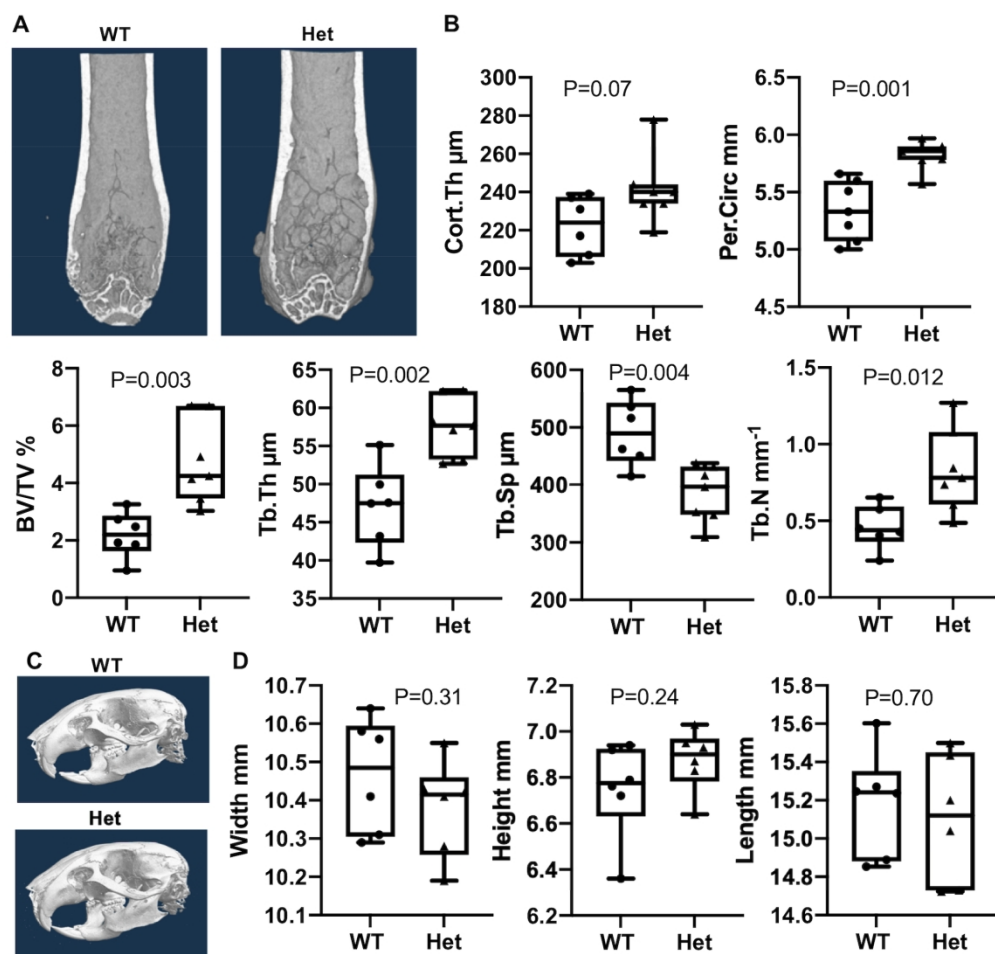 A
WT
Het
B
Cort.Th µm
300
280
260
240
220
200
180
P=0.07
WT
Het
Per.Circ mm
6.5
6.0
5.5
5.0
4.5
P=0.001
WT
Het
BV/TV %
8
6
4
2
0
P=0.003
WT
Het
Tb.Th µm
65
60
55
50
45
40
35
P=0.002
WT
Het
Tb.Sp µm
600
500
400
300
200
P=0.004
WT
Het
Tb.N mm⁻¹
1.5
1.0
0.5
0.0
P=0.012
WT
Het
C
WT
Het
D
Width mm
10.7
10.6
10.5
10.4
10.3
10.2
10.1
P=0.31
WT
Het
Height mm
7.2
7.0
6.8
6.6
6.4
6.2
P=0.24
WT
Het
Length mm
15.8
15.6
15.4
15.2
15.0
14.8
14.6
P=0.70
WT
Het